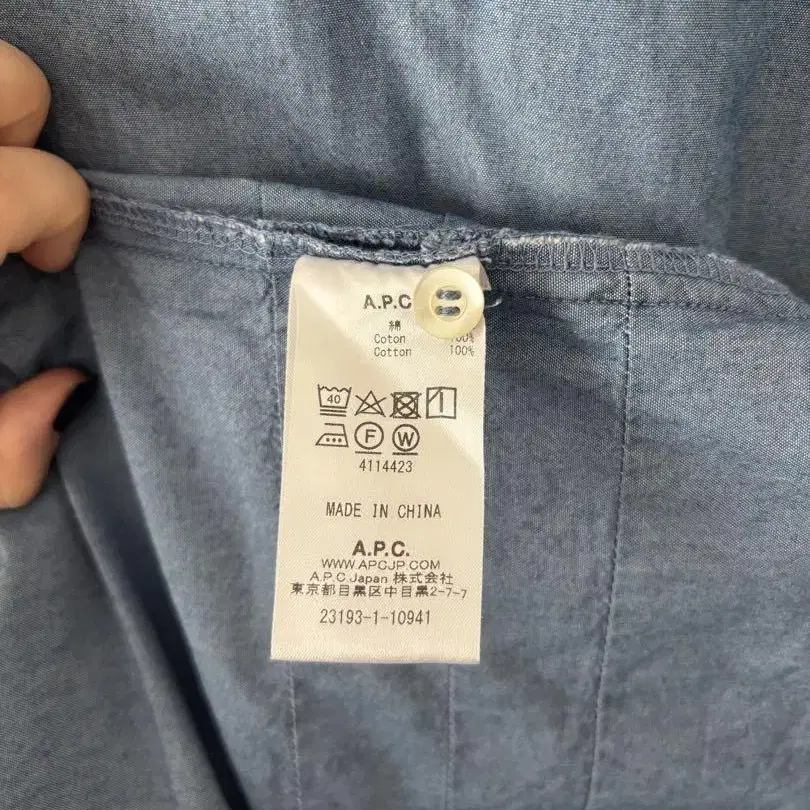 A.P.C
綿
Coton 100%
Cotton 100%
40
F W
4114423
MADE IN CHINA
A.P.C.
WWW.APCJP.COM
A.P.C.Japan 株式会社
東京都目黒区中目黒2-7-7
23193-1-10941